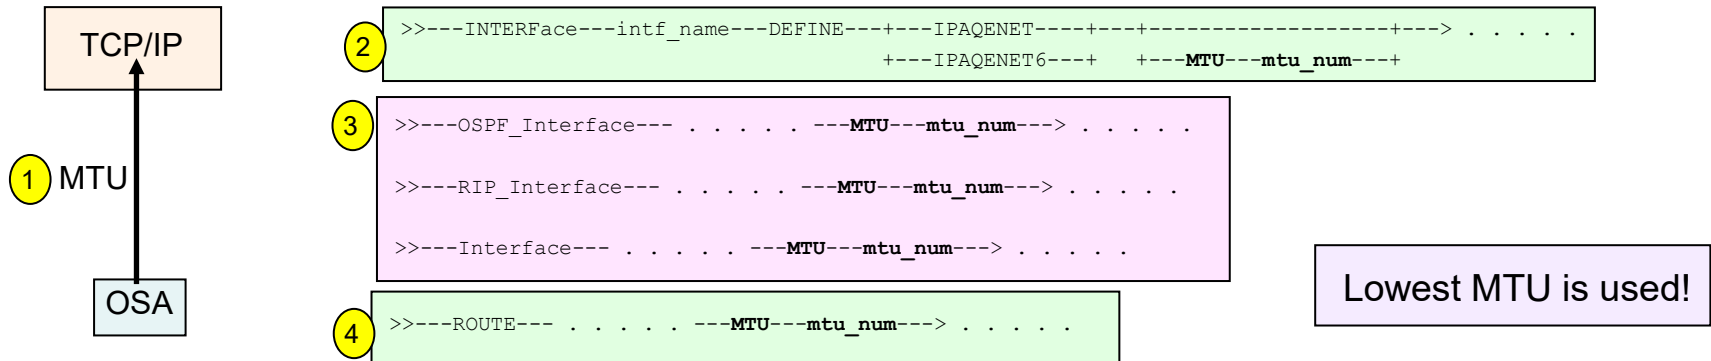 TCP/IP
1 MTU
OSA
2
>>---INTERFace---intf_name---DEFINE---+---IPAQENET----+---+------------------+---> . . . . .
+---IPAQENET6---+ +---MTU---mtu_num---+
3
>>---OSPF_Interface--- . . . . . ---MTU---mtu_num---> . . . . .
>>---RIP_Interface--- . . . . . ---MTU---mtu_num---> . . . . .
>>---Interface--- . . . . . ---MTU---mtu_num---> . . . . .
4
>>---ROUTE--- . . . . . ---MTU---mtu_num---> . . . . .
Lowest MTU is used!